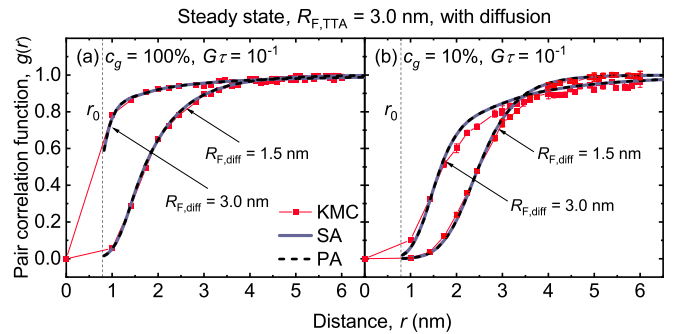 Steady state, R_F,TTA = 3.0 nm, with diffusion
(a) c_g = 100%, Gτ = 10⁻¹
(b) c_g = 10%, Gτ = 10⁻¹
Pair correlation function, g(r)
1.0
0.8
0.6
0.4
0.2
0.0
r₀
R_F,diff = 1.5 nm
R_F,diff = 3.0 nm
KMC
SA
PA
r₀
R_F,diff = 1.5 nm
R_F,diff = 3.0 nm
0 1 2 3 4 5 6 0 1 2 3 4 5 6
Distance, r (nm)